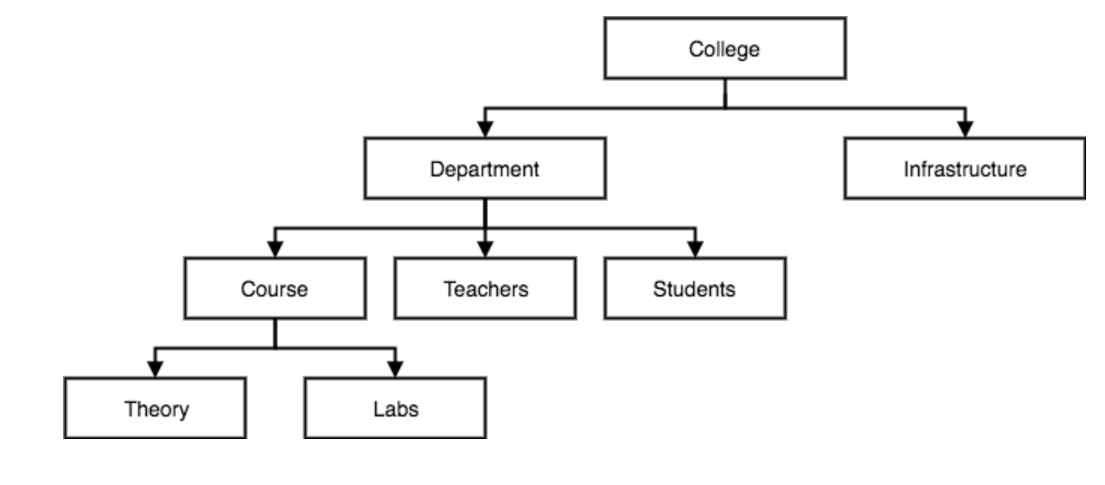 College
Department
Infrastructure
Course
Teachers
Students
Theory
Labs